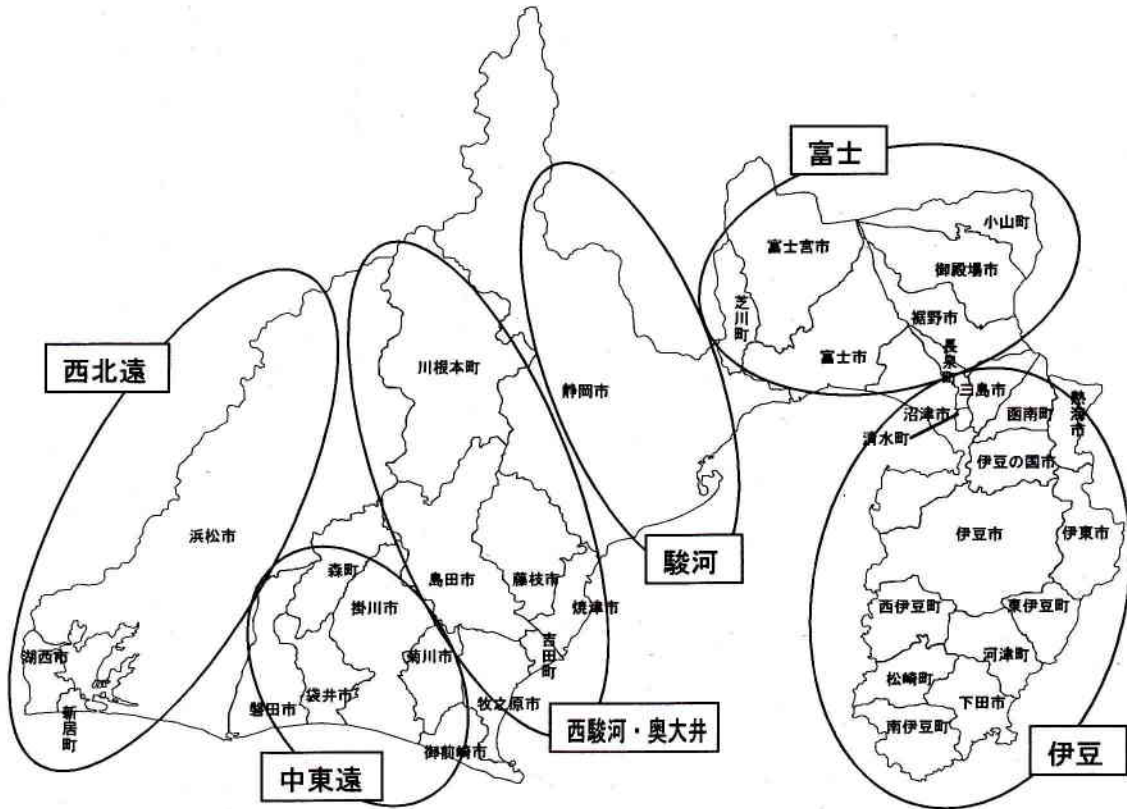 富士
小山町
富士宮市
御殿場市
芝川町
裾野市
長泉町
富士市
西北遠
川根本町
静岡市
三島市
熱海市
沼津市
函南町
清水町
伊豆の国市
浜松市
伊豆市
伊東市
駿河
森町
島田市
藤枝市
掛川市
焼津市
西伊豆町
東伊豆町
湖西市
菊川市
吉田町
河津町
松崎町
袋井市
磐田市
牧之原市
下田市
新居町
南伊豆町
西駿河・奥大井
御前崎市
伊豆
中東遠